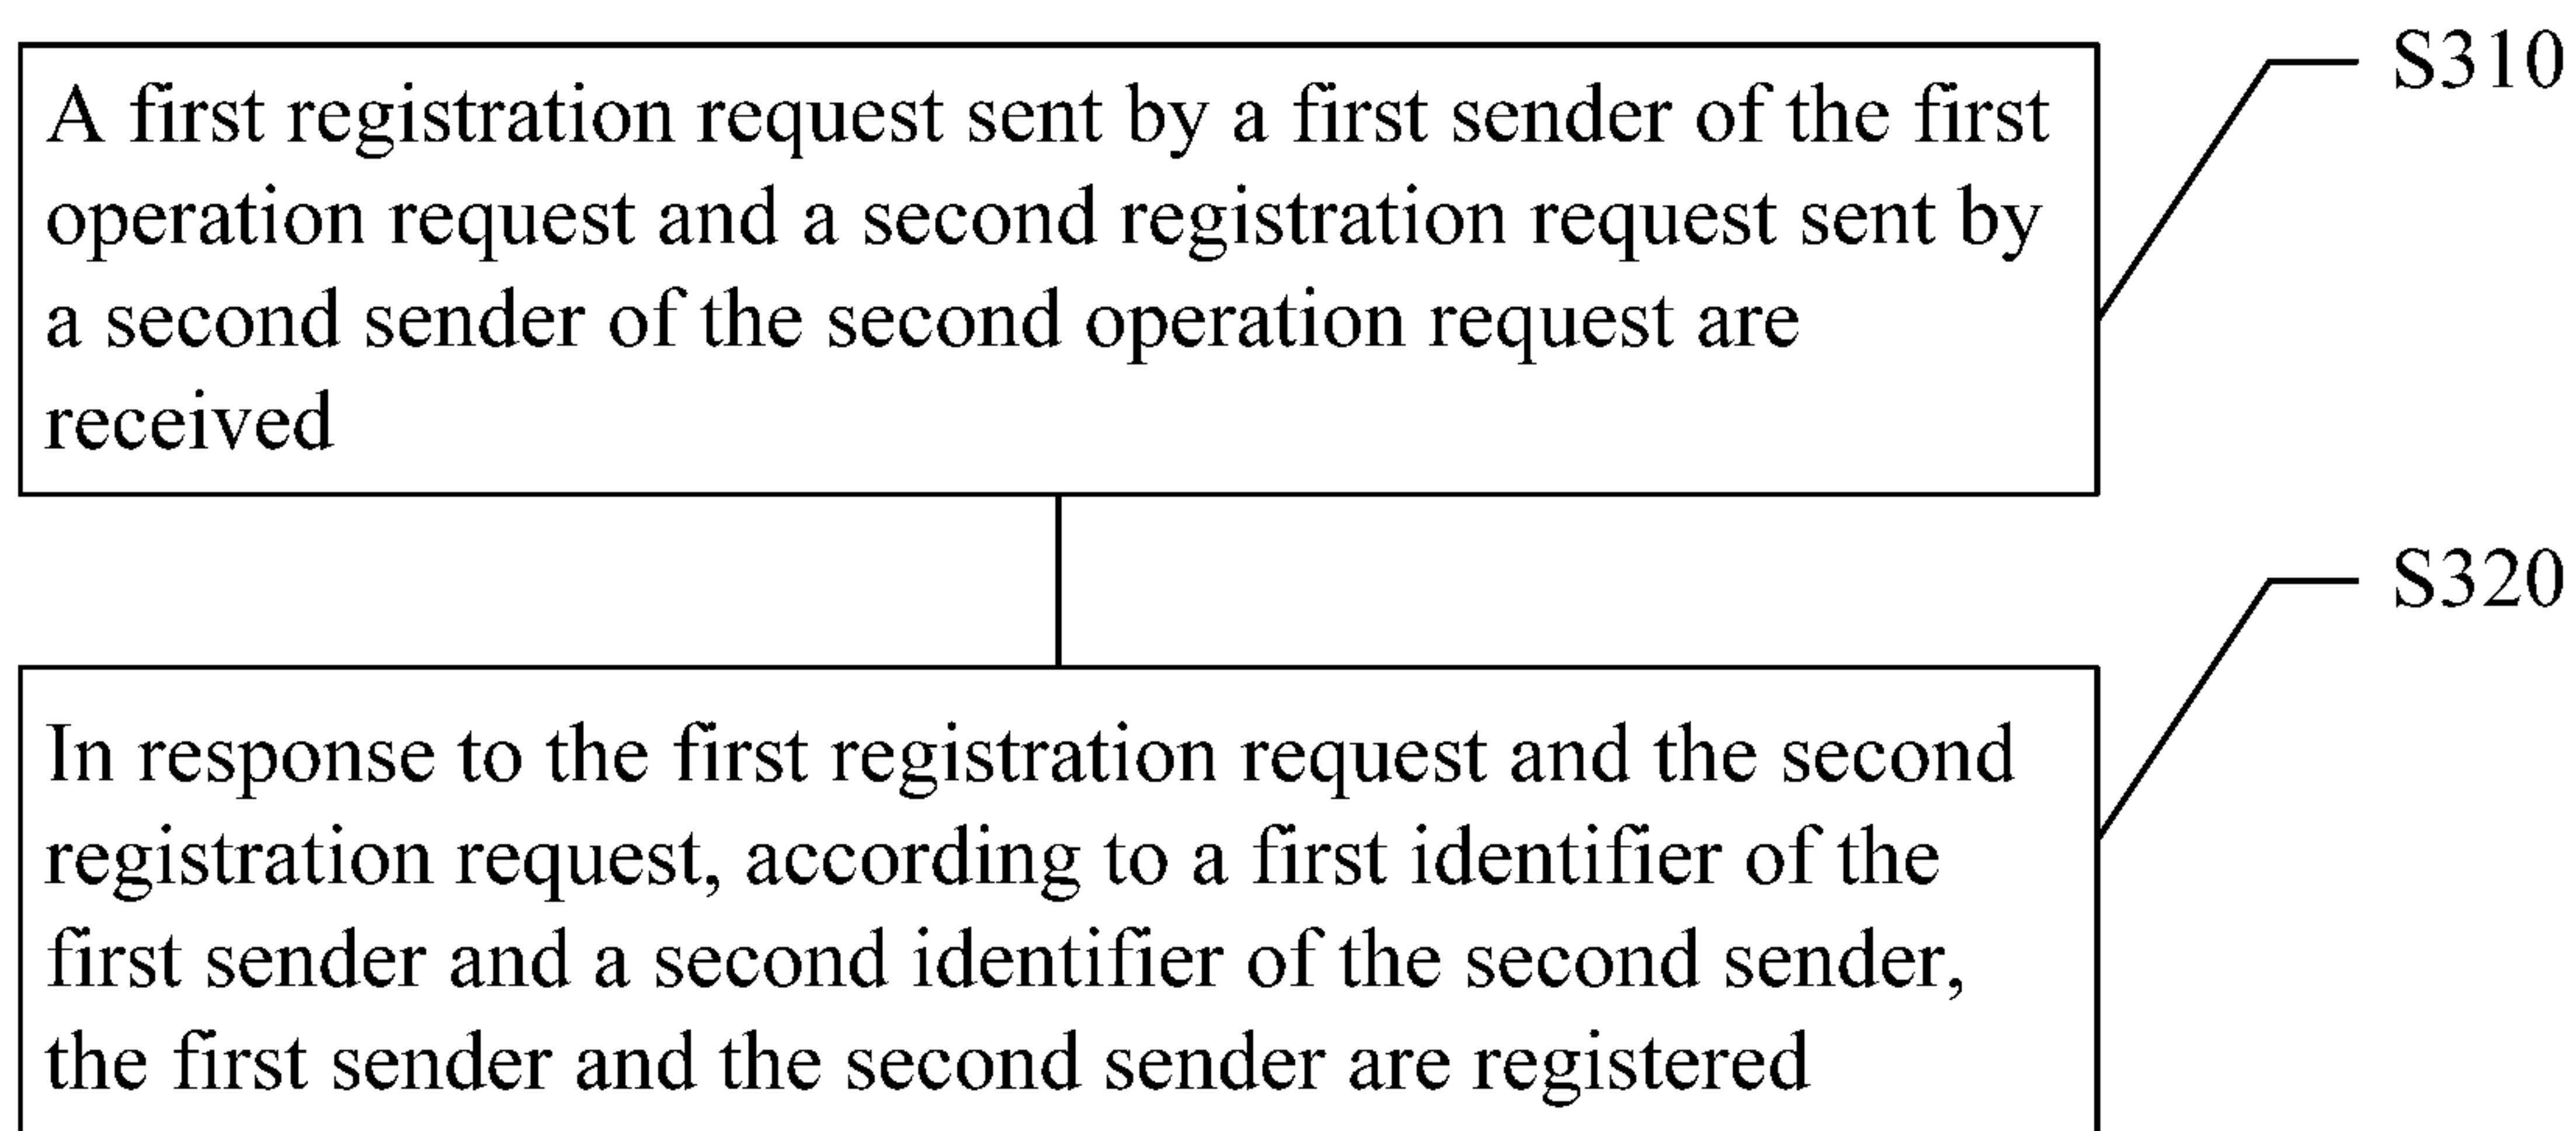 S310
A first registration request sent by a first sender of the first
operation request and a second registration request sent by
a second sender of the second operation request are
received
S320
In response to the first registration request and the second
registration request, according to a first identifier of the
first sender and a second identifier of the second sender,
the first sender and the second sender are registered